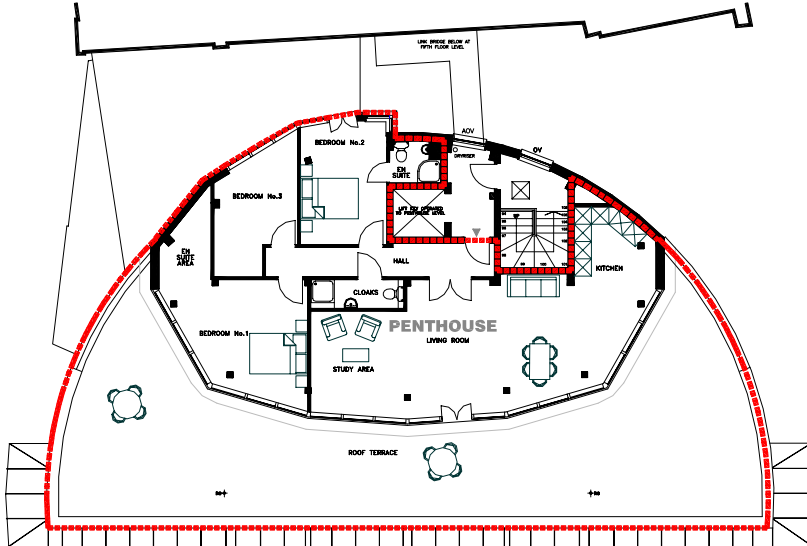 LINK BRIDGE BELOW AT
FIFTH FLOOR LEVEL
AOV
OV
BEDROOM No.2
DRYRISER
EN
SUITE
BEDROOM No.3
LIFT KEY OPERATED
TO PENTHOUSE LEVEL
UP
EN
SUITE
AREA
HALL
KITCHEN
CLOAKS
PENTHOUSE
BEDROOM No.1
LIVING ROOM
STUDY AREA
ROOF TERRACE